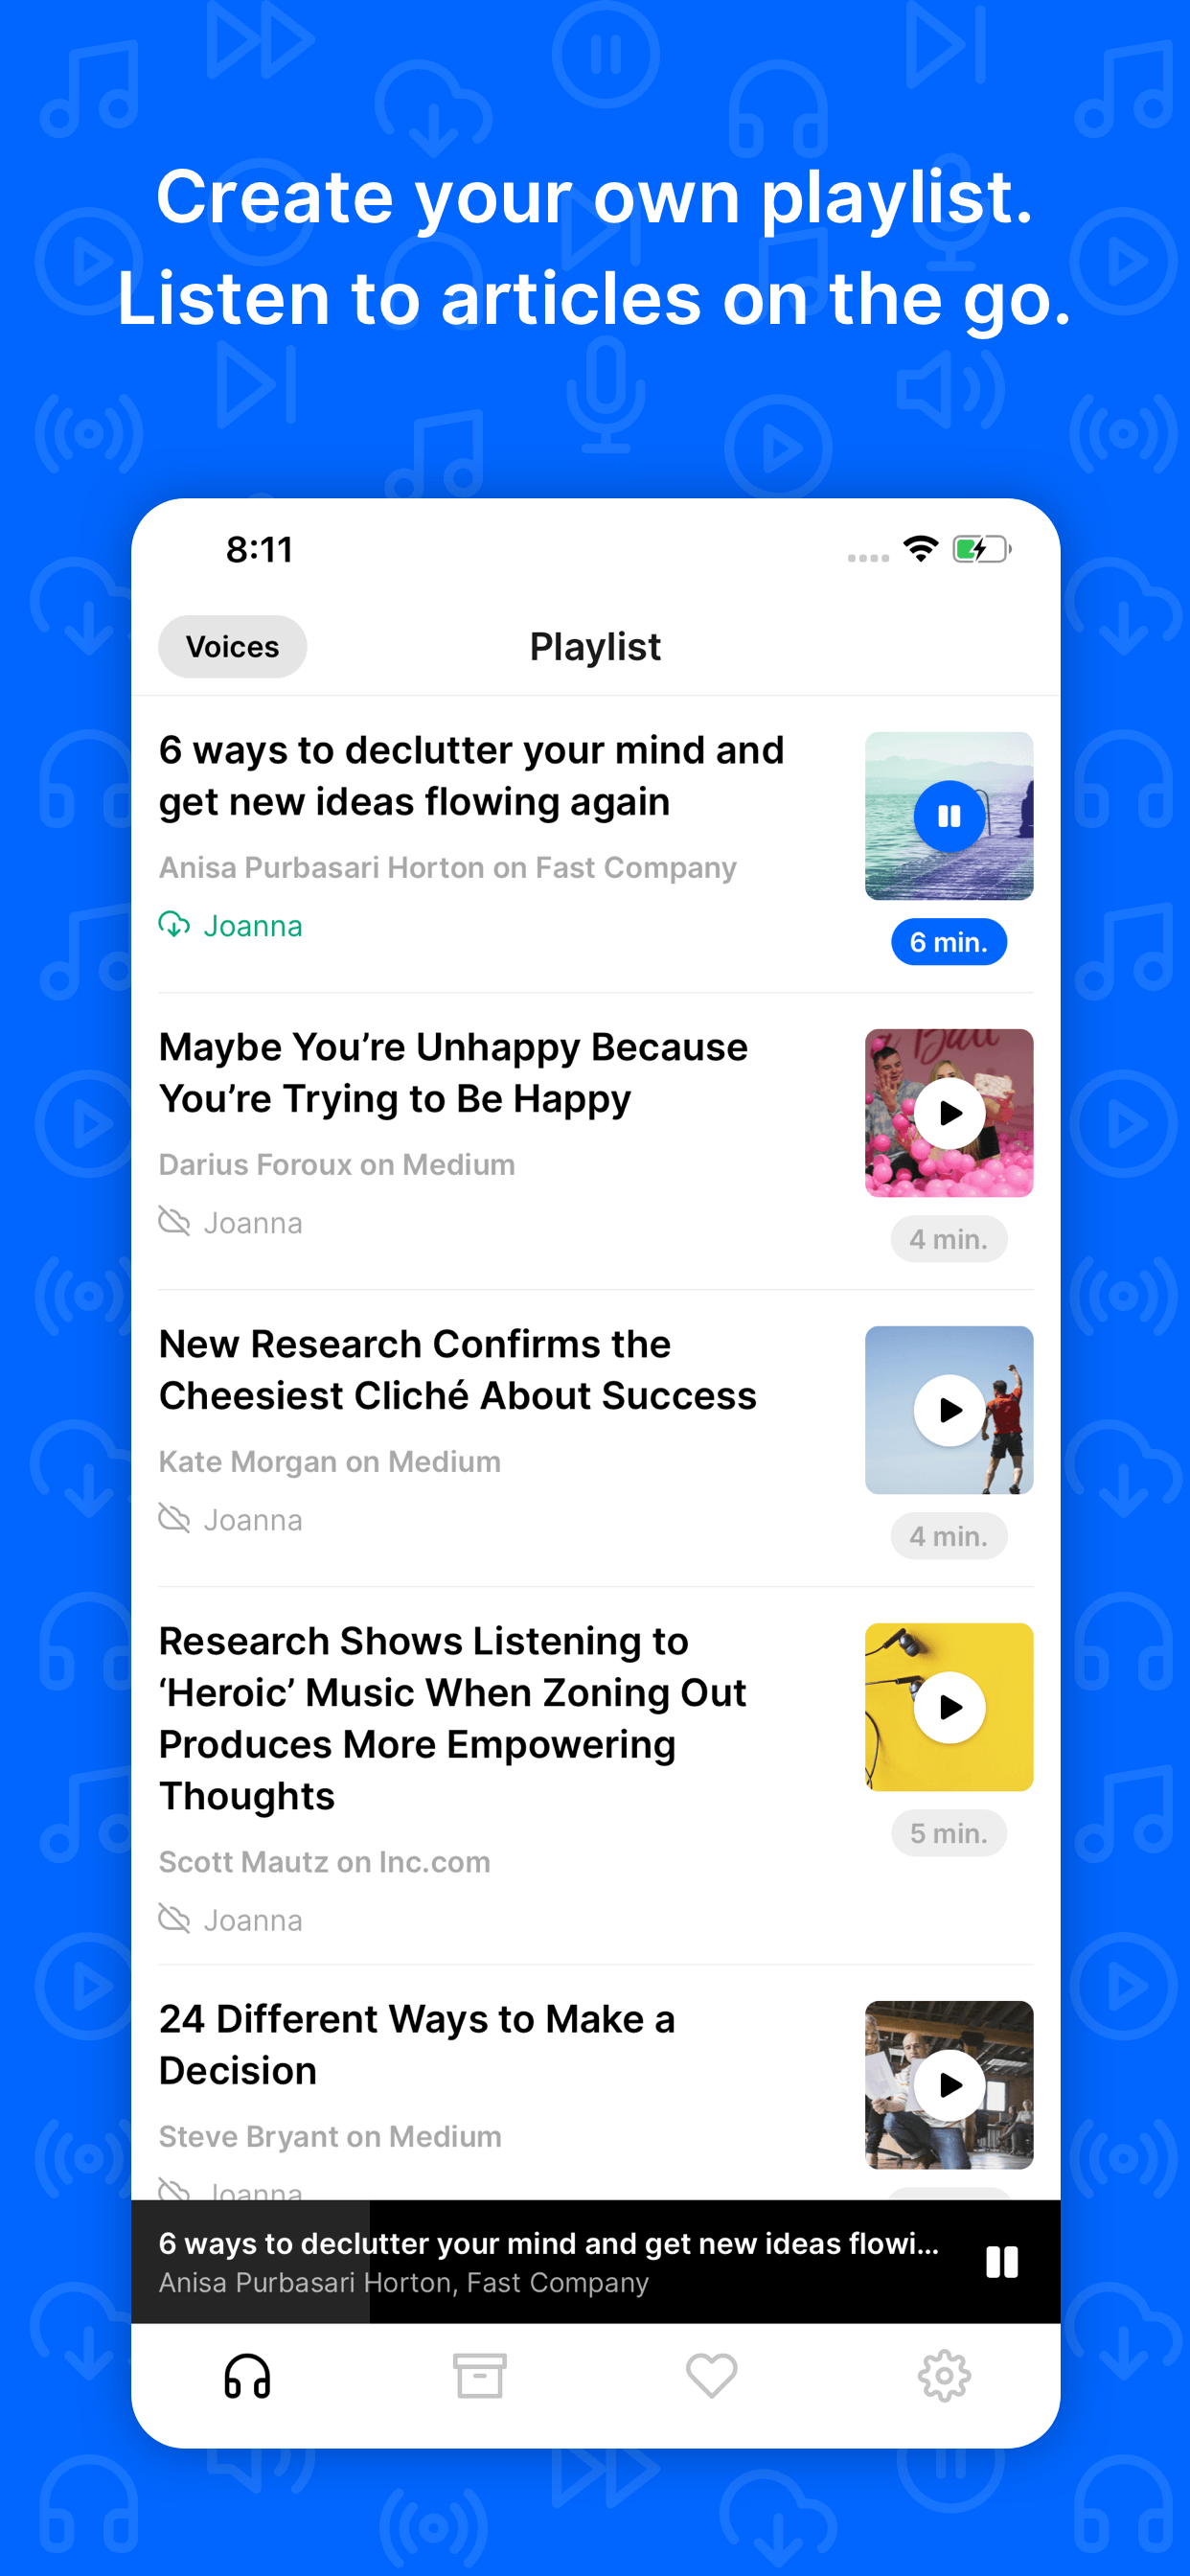 Create your own playlist.
Listen to articles on the go.
8:11
Voices
Playlist
6 ways to declutter your mind and
get new ideas flowing again
Anisa Purbasari Horton on Fast Company
Joanna
6 min.
Maybe You’re Unhappy Because
You’re Trying to Be Happy
Darius Foroux on Medium
Joanna
4 min.
New Research Confirms the
Cheesiest Cliché About Success
Kate Morgan on Medium
Joanna
4 min.
Research Shows Listening to
‘Heroic’ Music When Zoning Out
Produces More Empowering
Thoughts
Scott Mautz on Inc.com
Joanna
5 min.
24 Different Ways to Make a
Decision
Steve Bryant on Medium
Joanna
6 ways to declutter your mind and get new ideas flowi...
Anisa Purbasari Horton, Fast Company